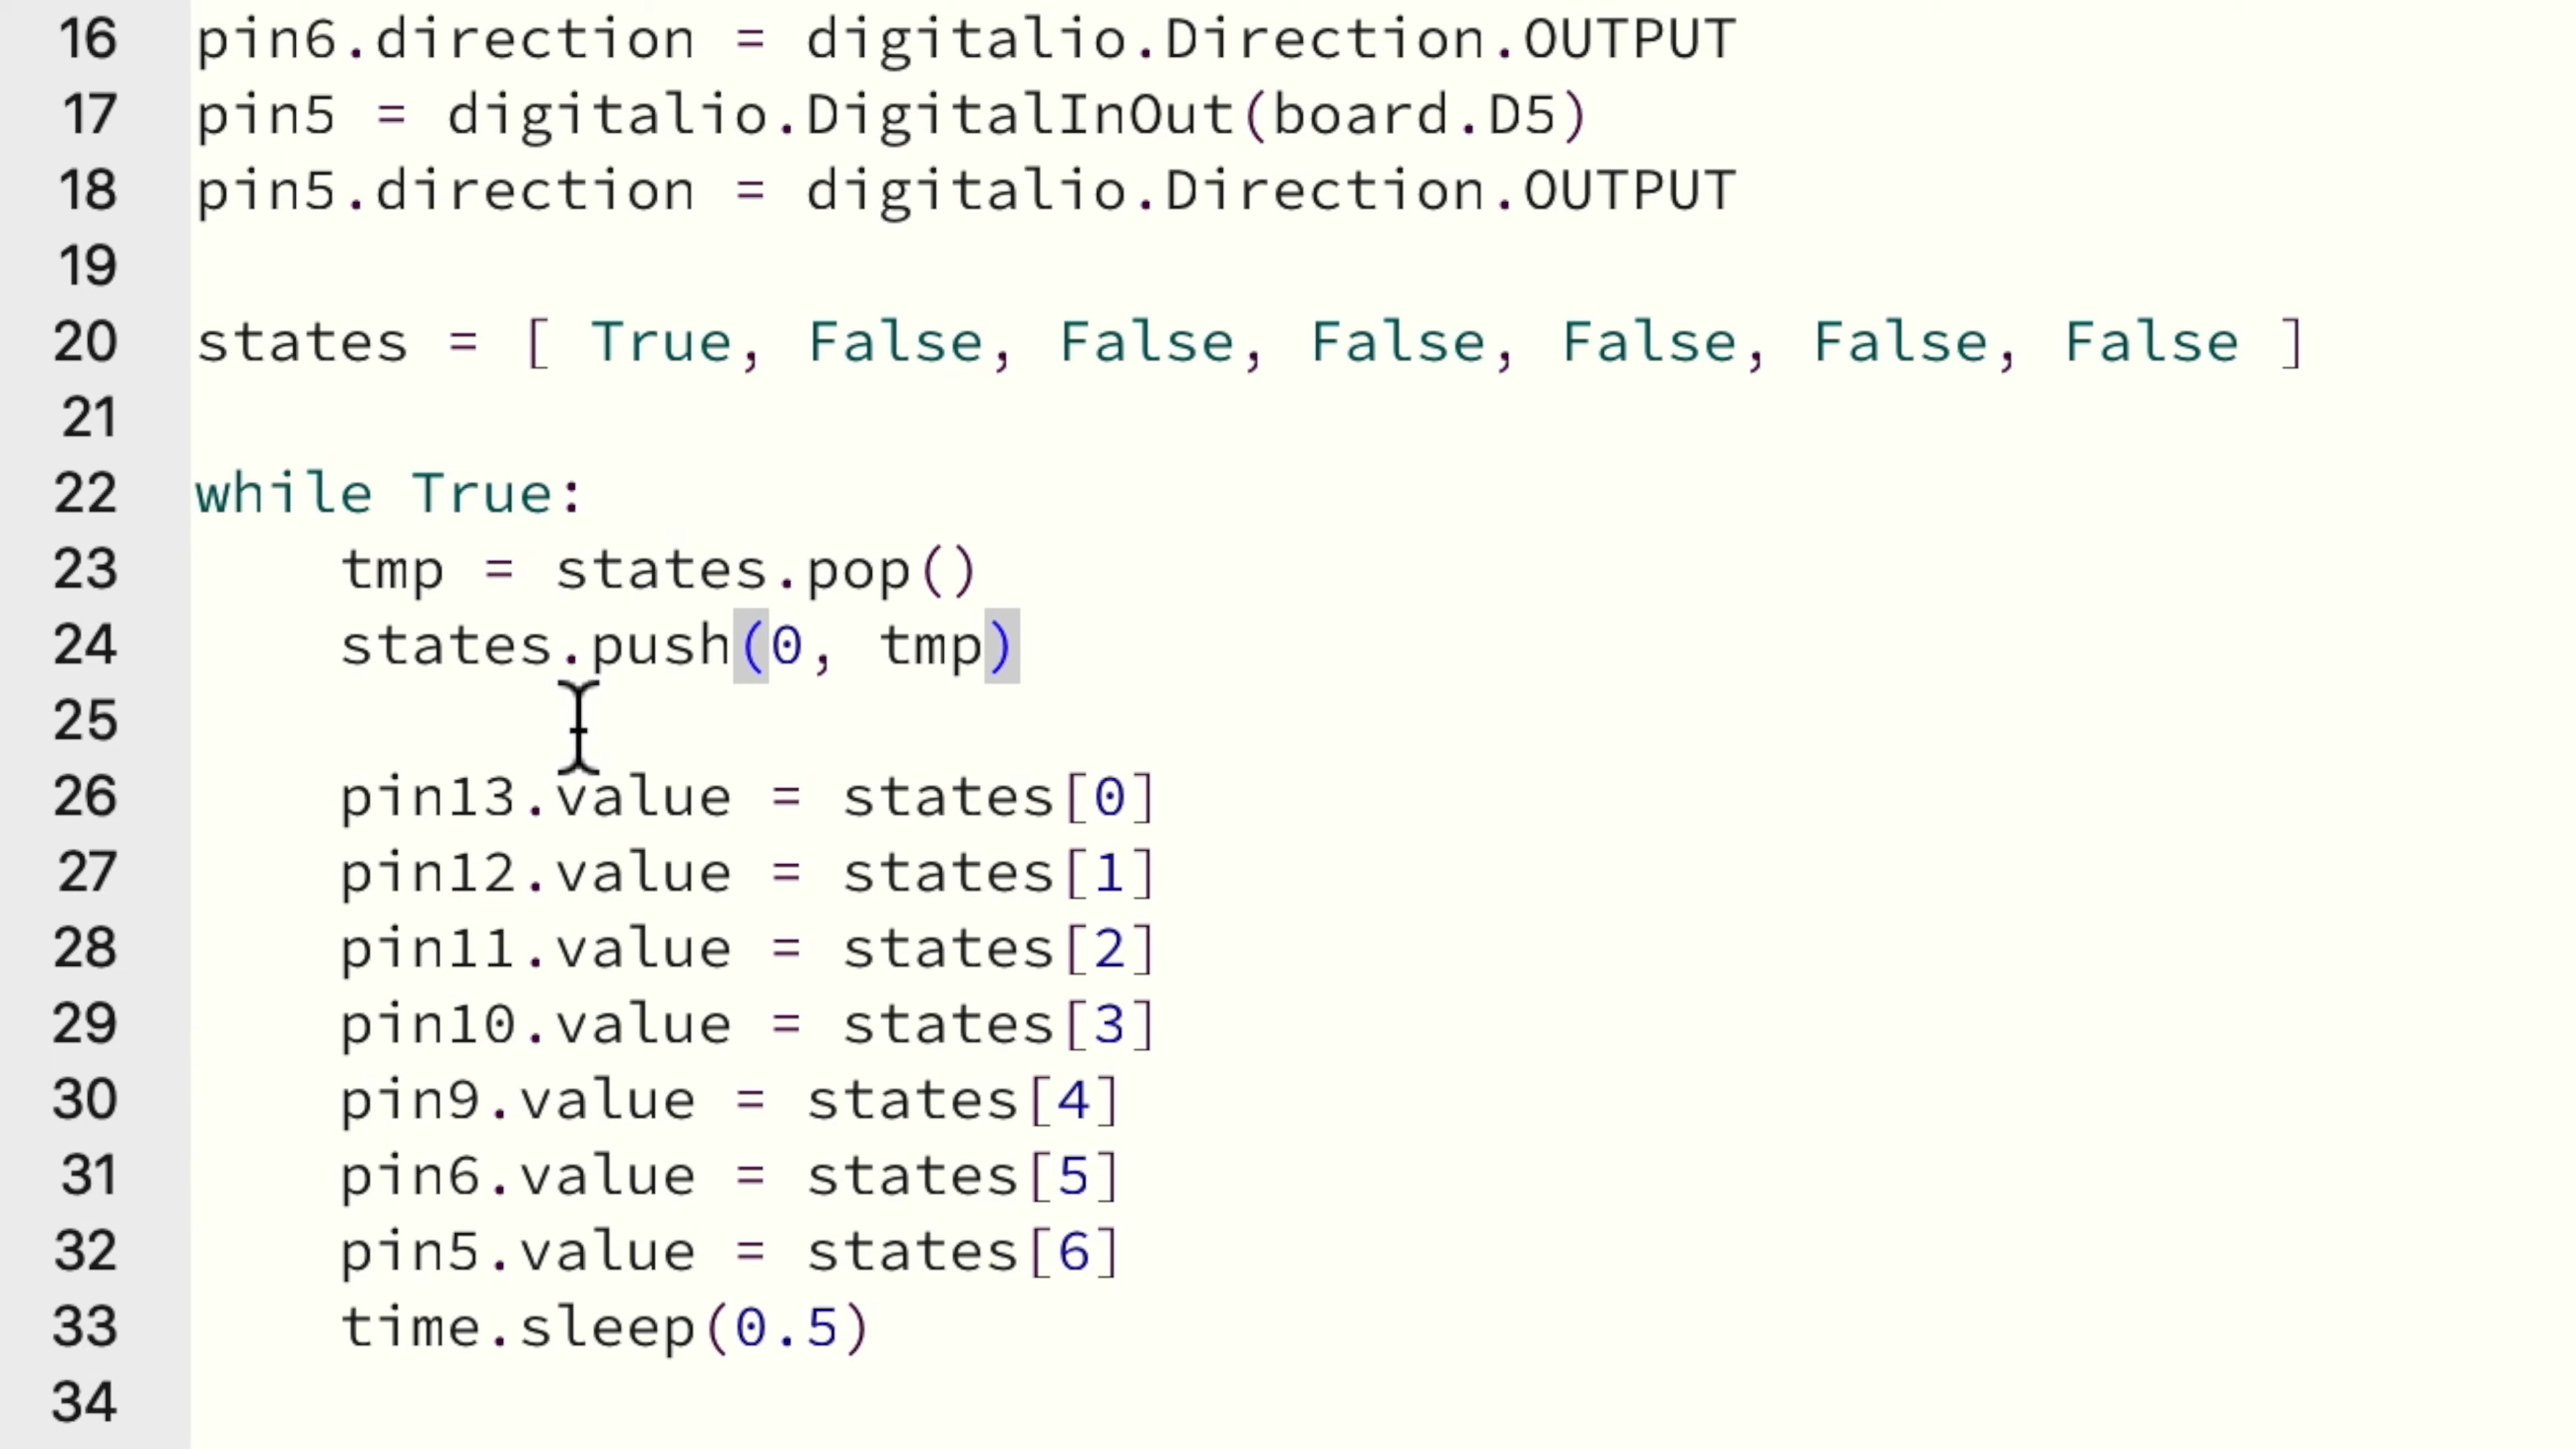 16 pin6.direction = digitalio.Direction.OUTPUT
17 pin5 = digitalio.DigitalInOut(board.D5)
18 pin5.direction = digitalio.Direction.OUTPUT
19
20 states = [ True, False, False, False, False, False, False ]
21
22 while True:
23     tmp = states.pop()
24     states.push(0, tmp)
25
26     pin13.value = states[0]
27     pin12.value = states[1]
28     pin11.value = states[2]
29     pin10.value = states[3]
30     pin9.value = states[4]
31     pin6.value = states[5]
32     pin5.value = states[6]
33     time.sleep(0.5)
34